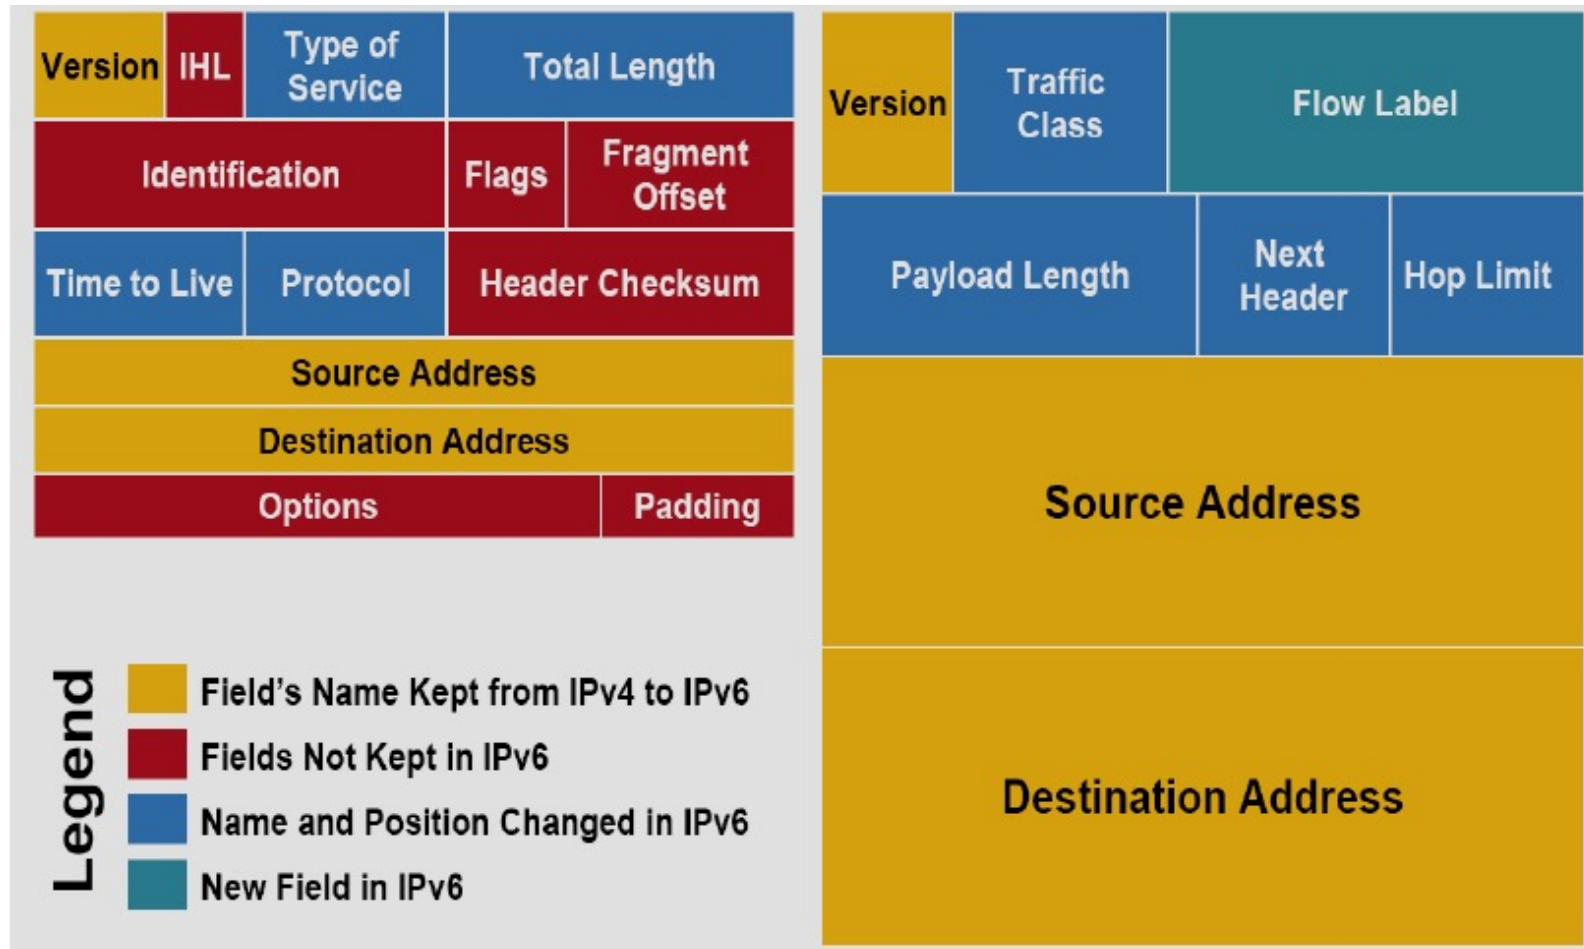 Version IHL Type of Service Total Length
Identification Flags Fragment Offset
Time to Live Protocol Header Checksum
Source Address
Destination Address
Options Padding
Legend
Field's Name Kept from IPv4 to IPv6
Fields Not Kept in IPv6
Name and Position Changed in IPv6
New Field in IPv6
Version Traffic Class Flow Label
Payload Length Next Header Hop Limit
Source Address
Destination Address